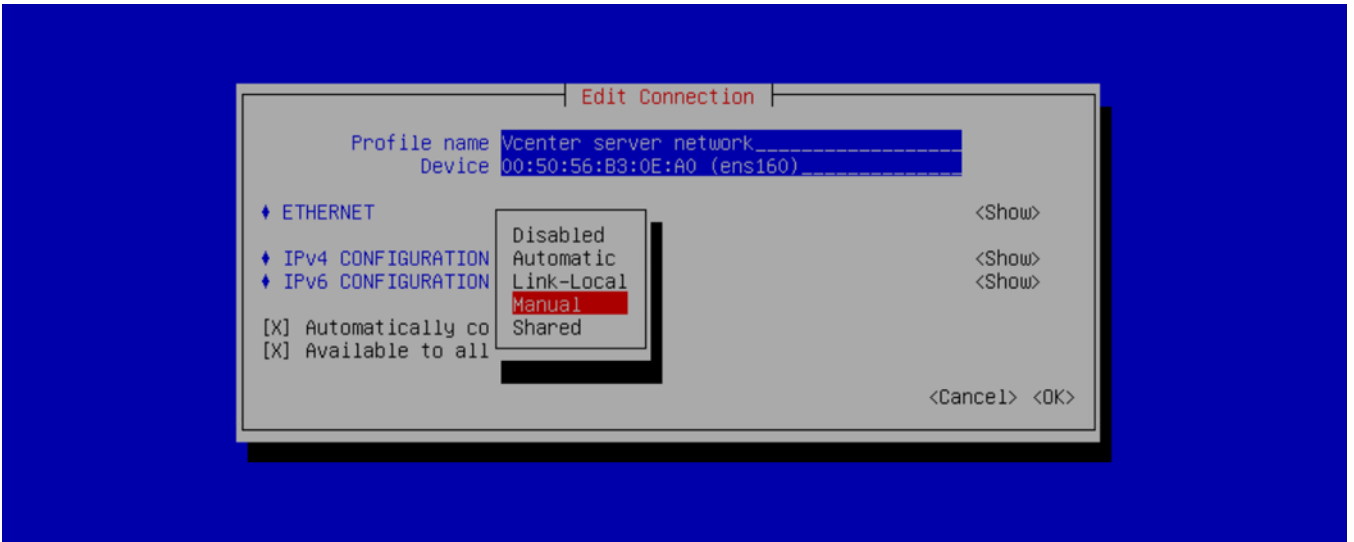 Edit Connection
Profile name Vcenter server network
Device 00:50:56:B3:0E:A0 (ens160)
ETHERNET <Show>
Disabled
IPv4 CONFIGURATION Automatic <Show>
IPv6 CONFIGURATION Link-Local <Show>
Manual
[X] Automatically co Shared
[X] Available to all
<Cancel> <OK>